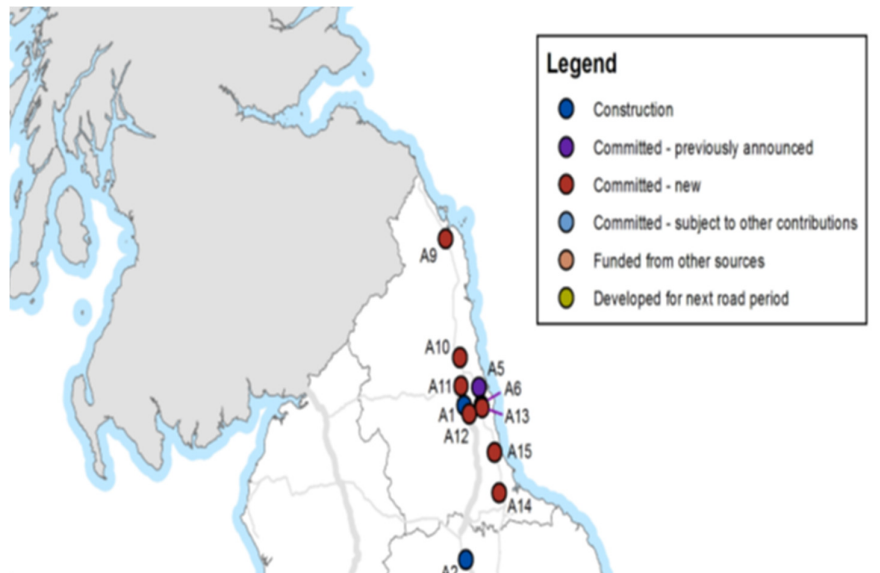 Legend
Construction
Committed - previously announced
Committed - new
Committed - subject to other contributions
Funded from other sources
Developed for next road period
A9
A10
A5
A11
A6
A1
A13
A12
A15
A14
A2